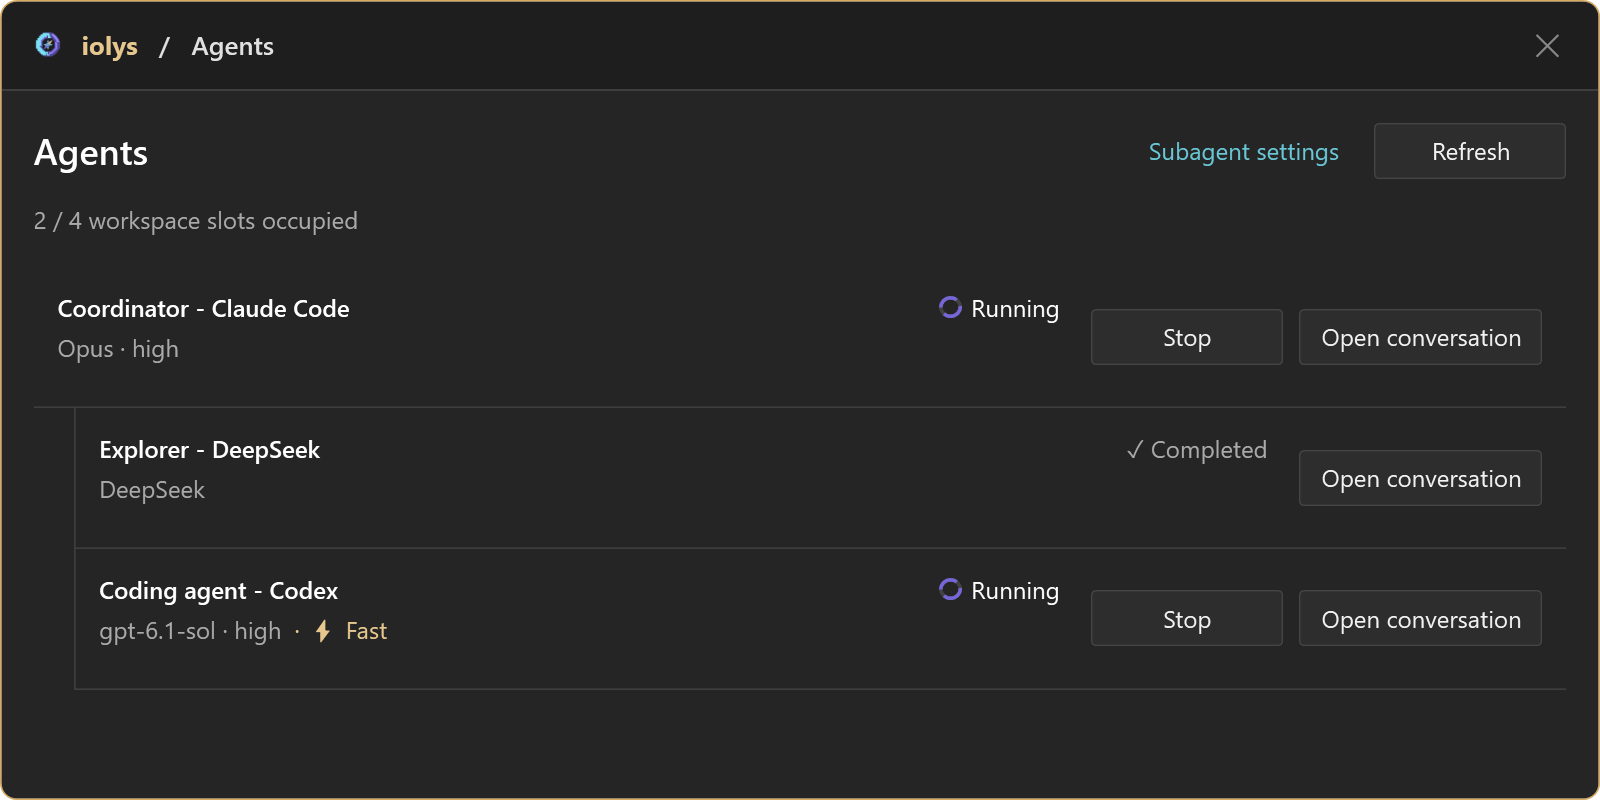 iolys / Agents
Agents
Subagent settings
Refresh
2 / 4 workspace slots occupied
Coordinator - Claude Code
Opus · high
Running
Stop
Open conversation
Explorer - DeepSeek
DeepSeek
✓ Completed
Open conversation
Coding agent - Codex
gpt-6.1-sol · high · Fast
Running
Stop
Open conversation